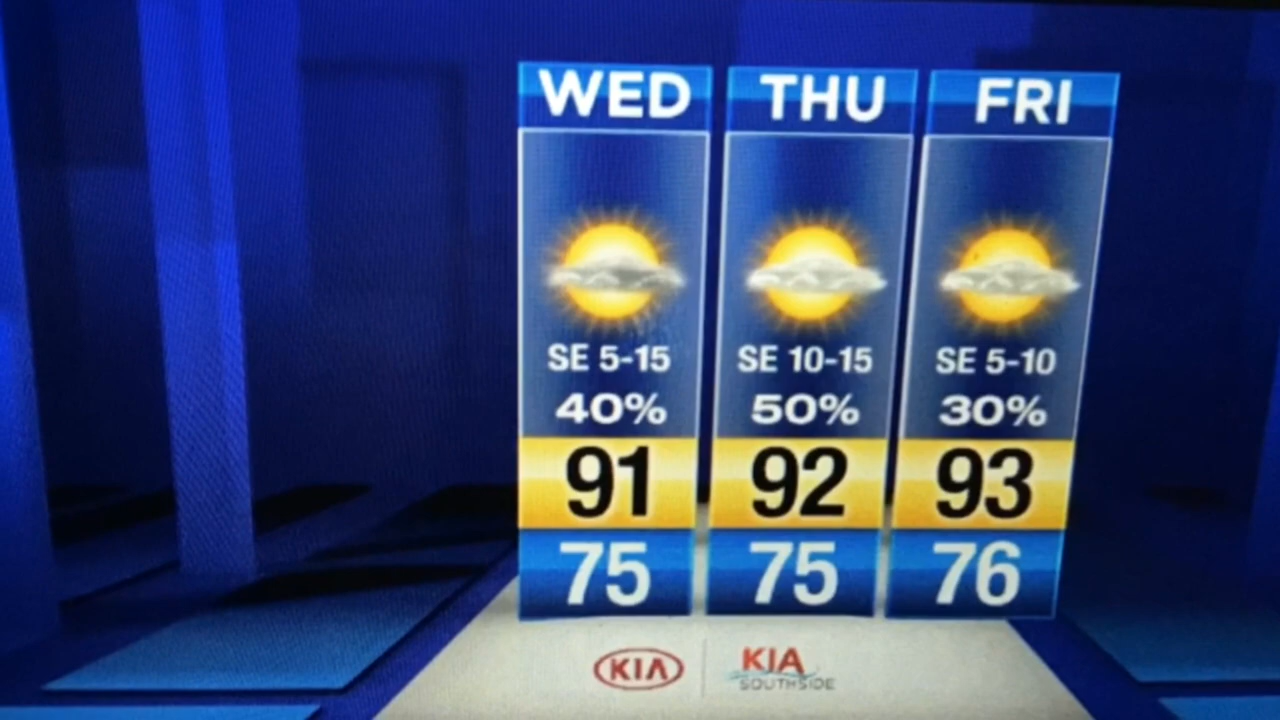 WED
SE 5-15
40%
91
75
THU
SE 10-15
50%
92
75
FRI
SE 5-10
30%
93
76
KIA
KIA
SOUTHSIDE